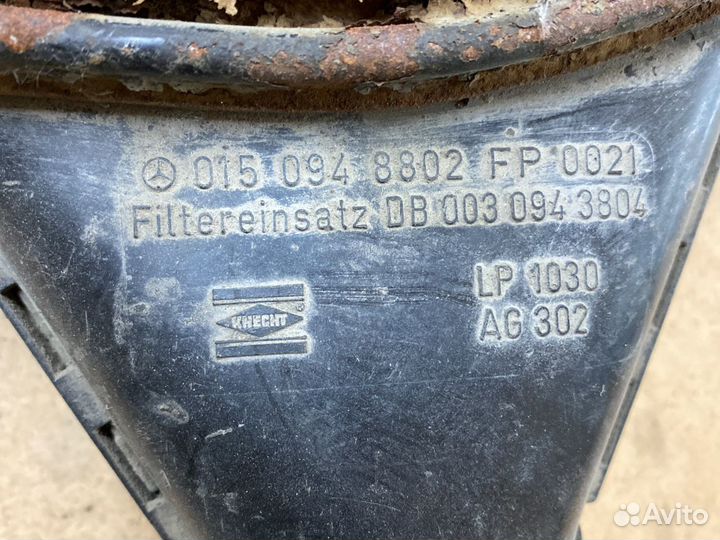 015 094 8802 FP 0021
Filtereinsatz DB 003 094 3804
LP 1030
KNECHT ®
AG 302
Avito